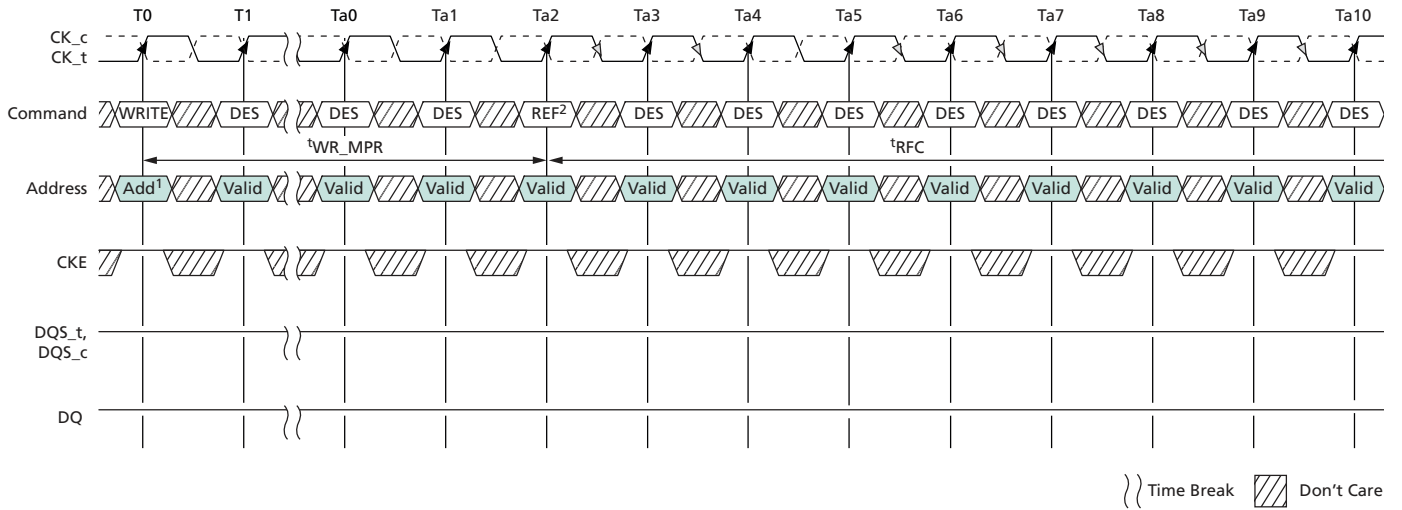 T0 T1 Ta0 Ta1 Ta2 Ta3 Ta4 Ta5 Ta6 Ta7 Ta8 Ta9 Ta10
CK_c
CK_t
Command WRITE DES DES DES REF² DES DES DES DES DES DES DES DES
tWR_MPR tRFC
Address Add¹ Valid Valid Valid Valid Valid Valid Valid Valid Valid Valid Valid Valid
CKE
DQS_t,
DQS_c
DQ
Time Break Don't Care